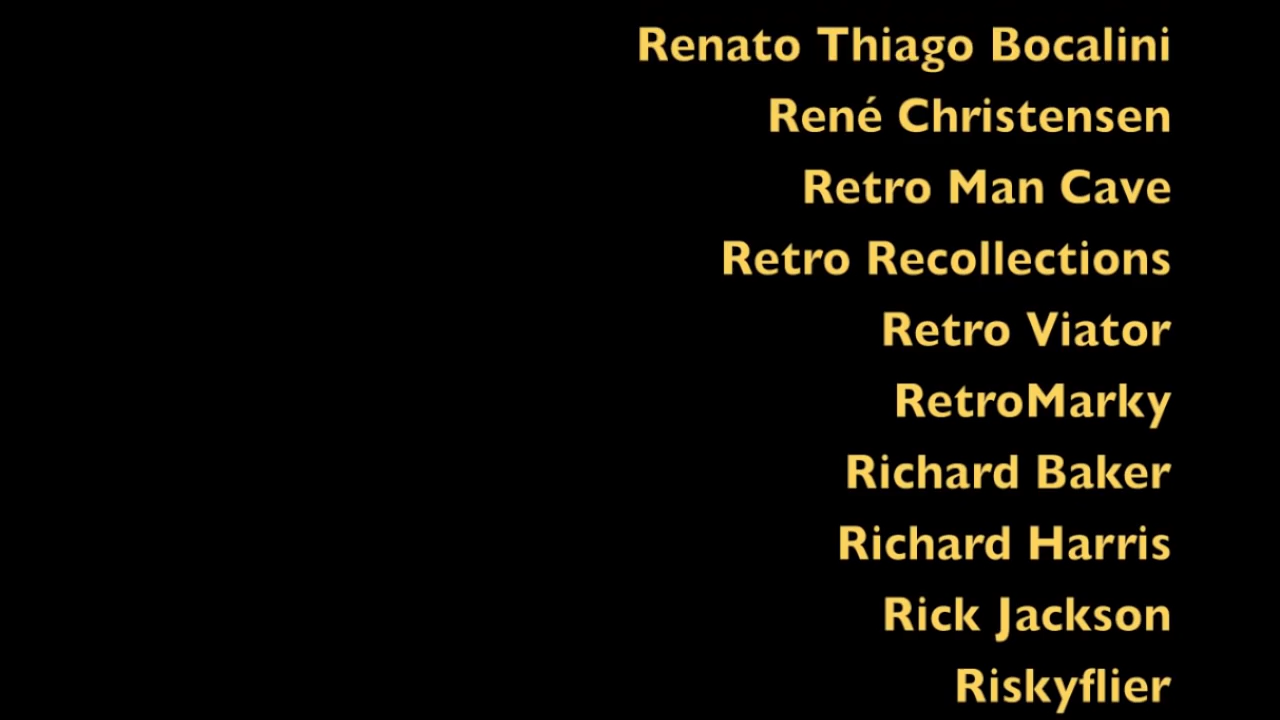 Renato Thiago Bocalini
René Christensen
Retro Man Cave
Retro Recollections
Retro Viator
RetroMarky
Richard Baker
Richard Harris
Rick Jackson
Riskyflier